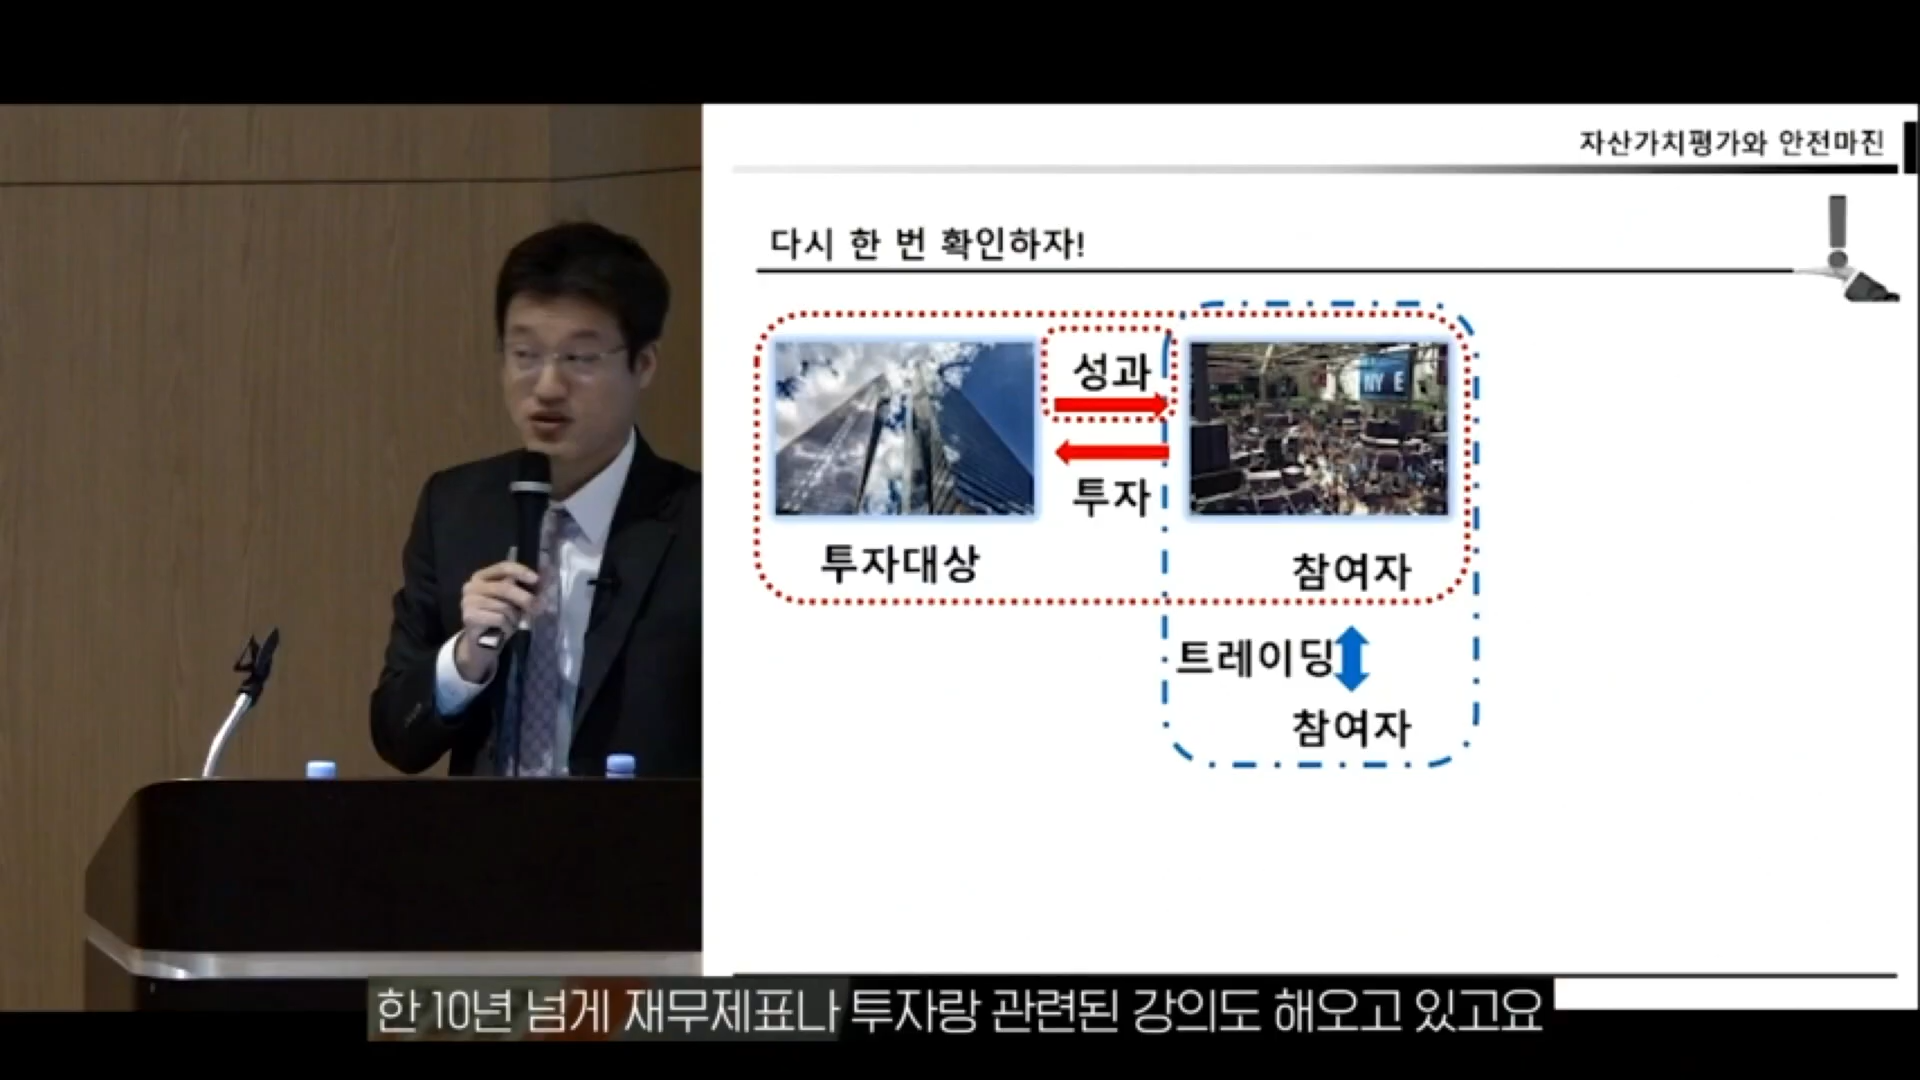 자산가치평가와 안전마진
다시 한 번 확인하자!
성과
투자
투자대상
참여자
트레이딩
참여자
한 10년 넘게 재무제표나 투자랑 관련된 강의도 해오고 있고요